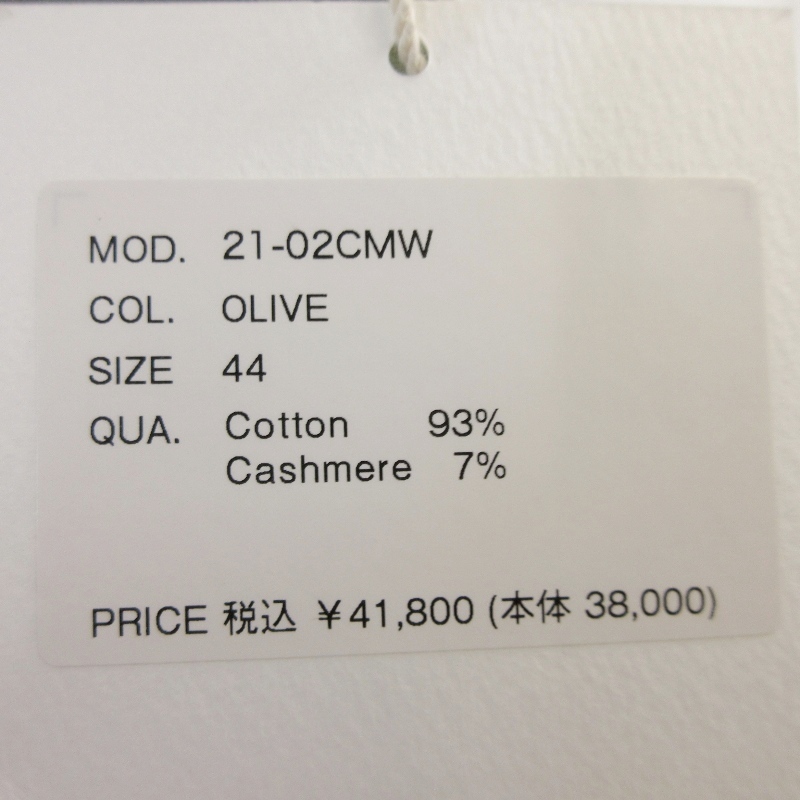 MOD. 21-02CMW
COL. OLIVE
SIZE 44
QUA. Cotton 93%
Cashmere 7%
PRICE 税込 ¥41,800 (本体 38,000)